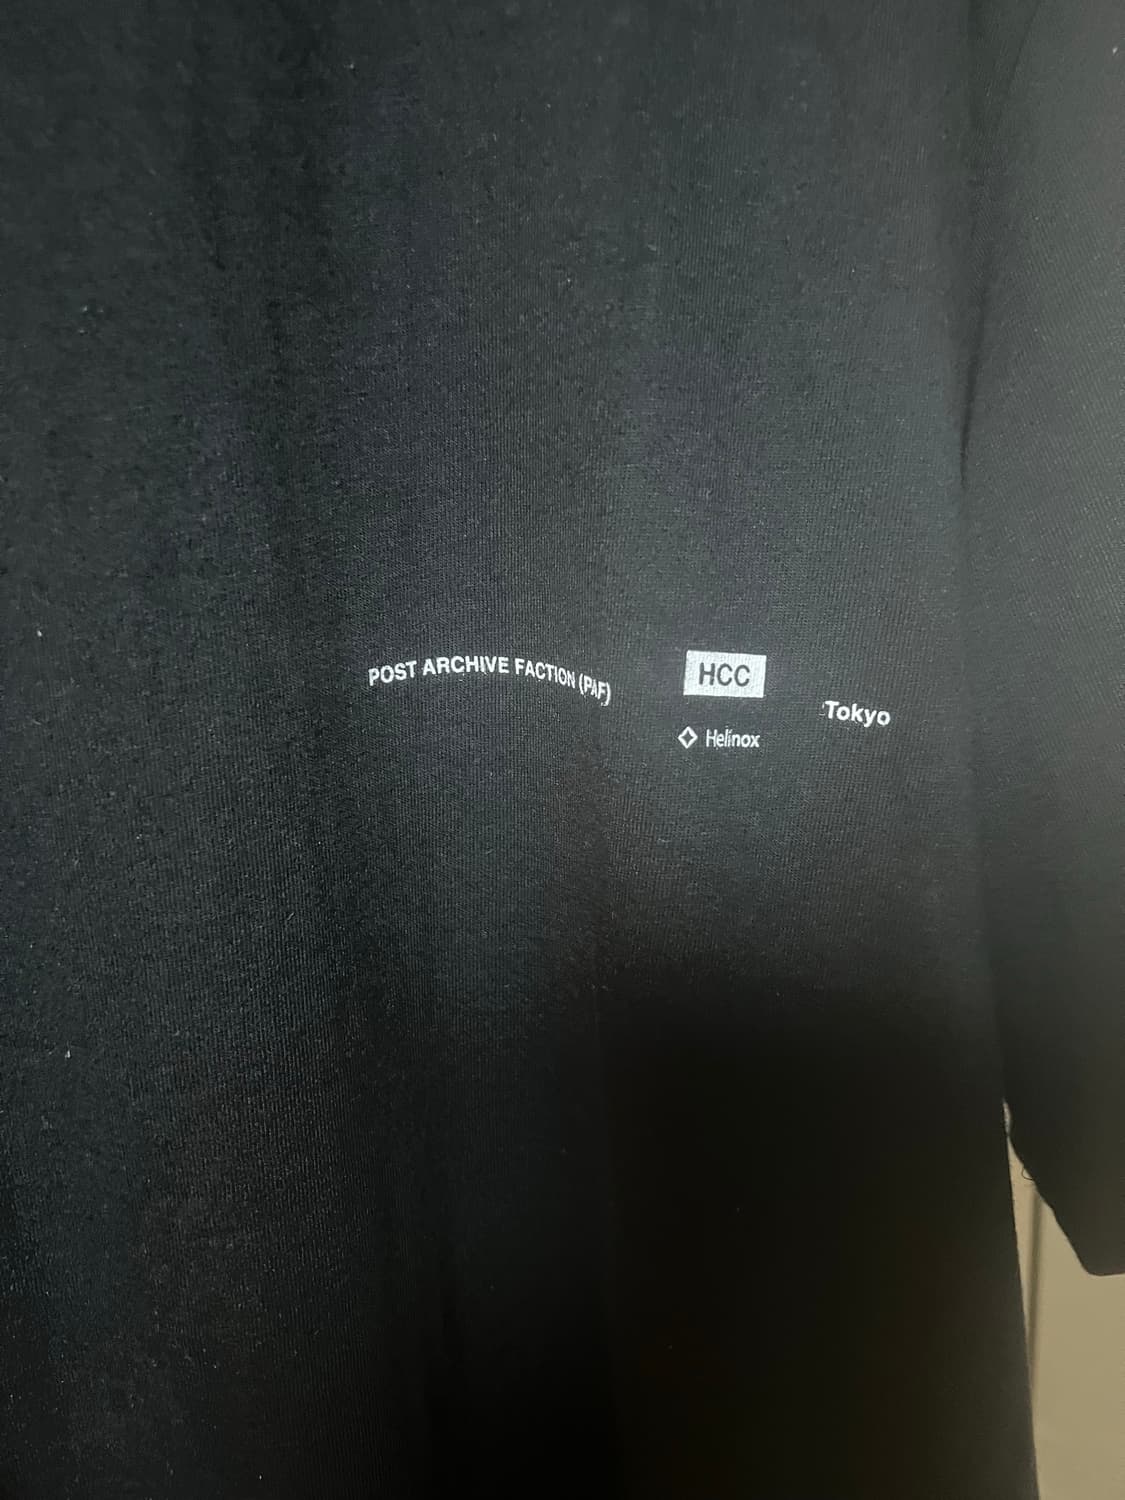 POST ARCHIVE FACTION (PAF)
HCC
Helinox
Tokyo